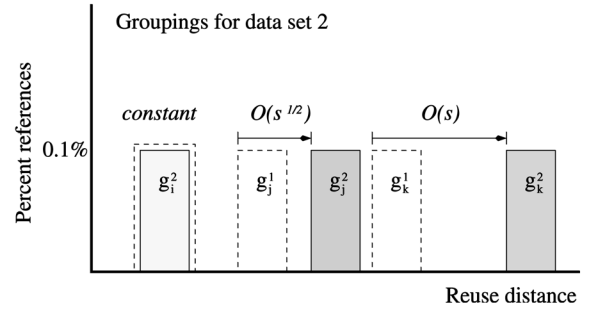 Groupings for data set 2
constant O(s 1/2) O(s)
Percent references
0.1%
g²ᵢ g¹ⱼ g²ⱼ g¹ₖ g²ₖ
Reuse distance